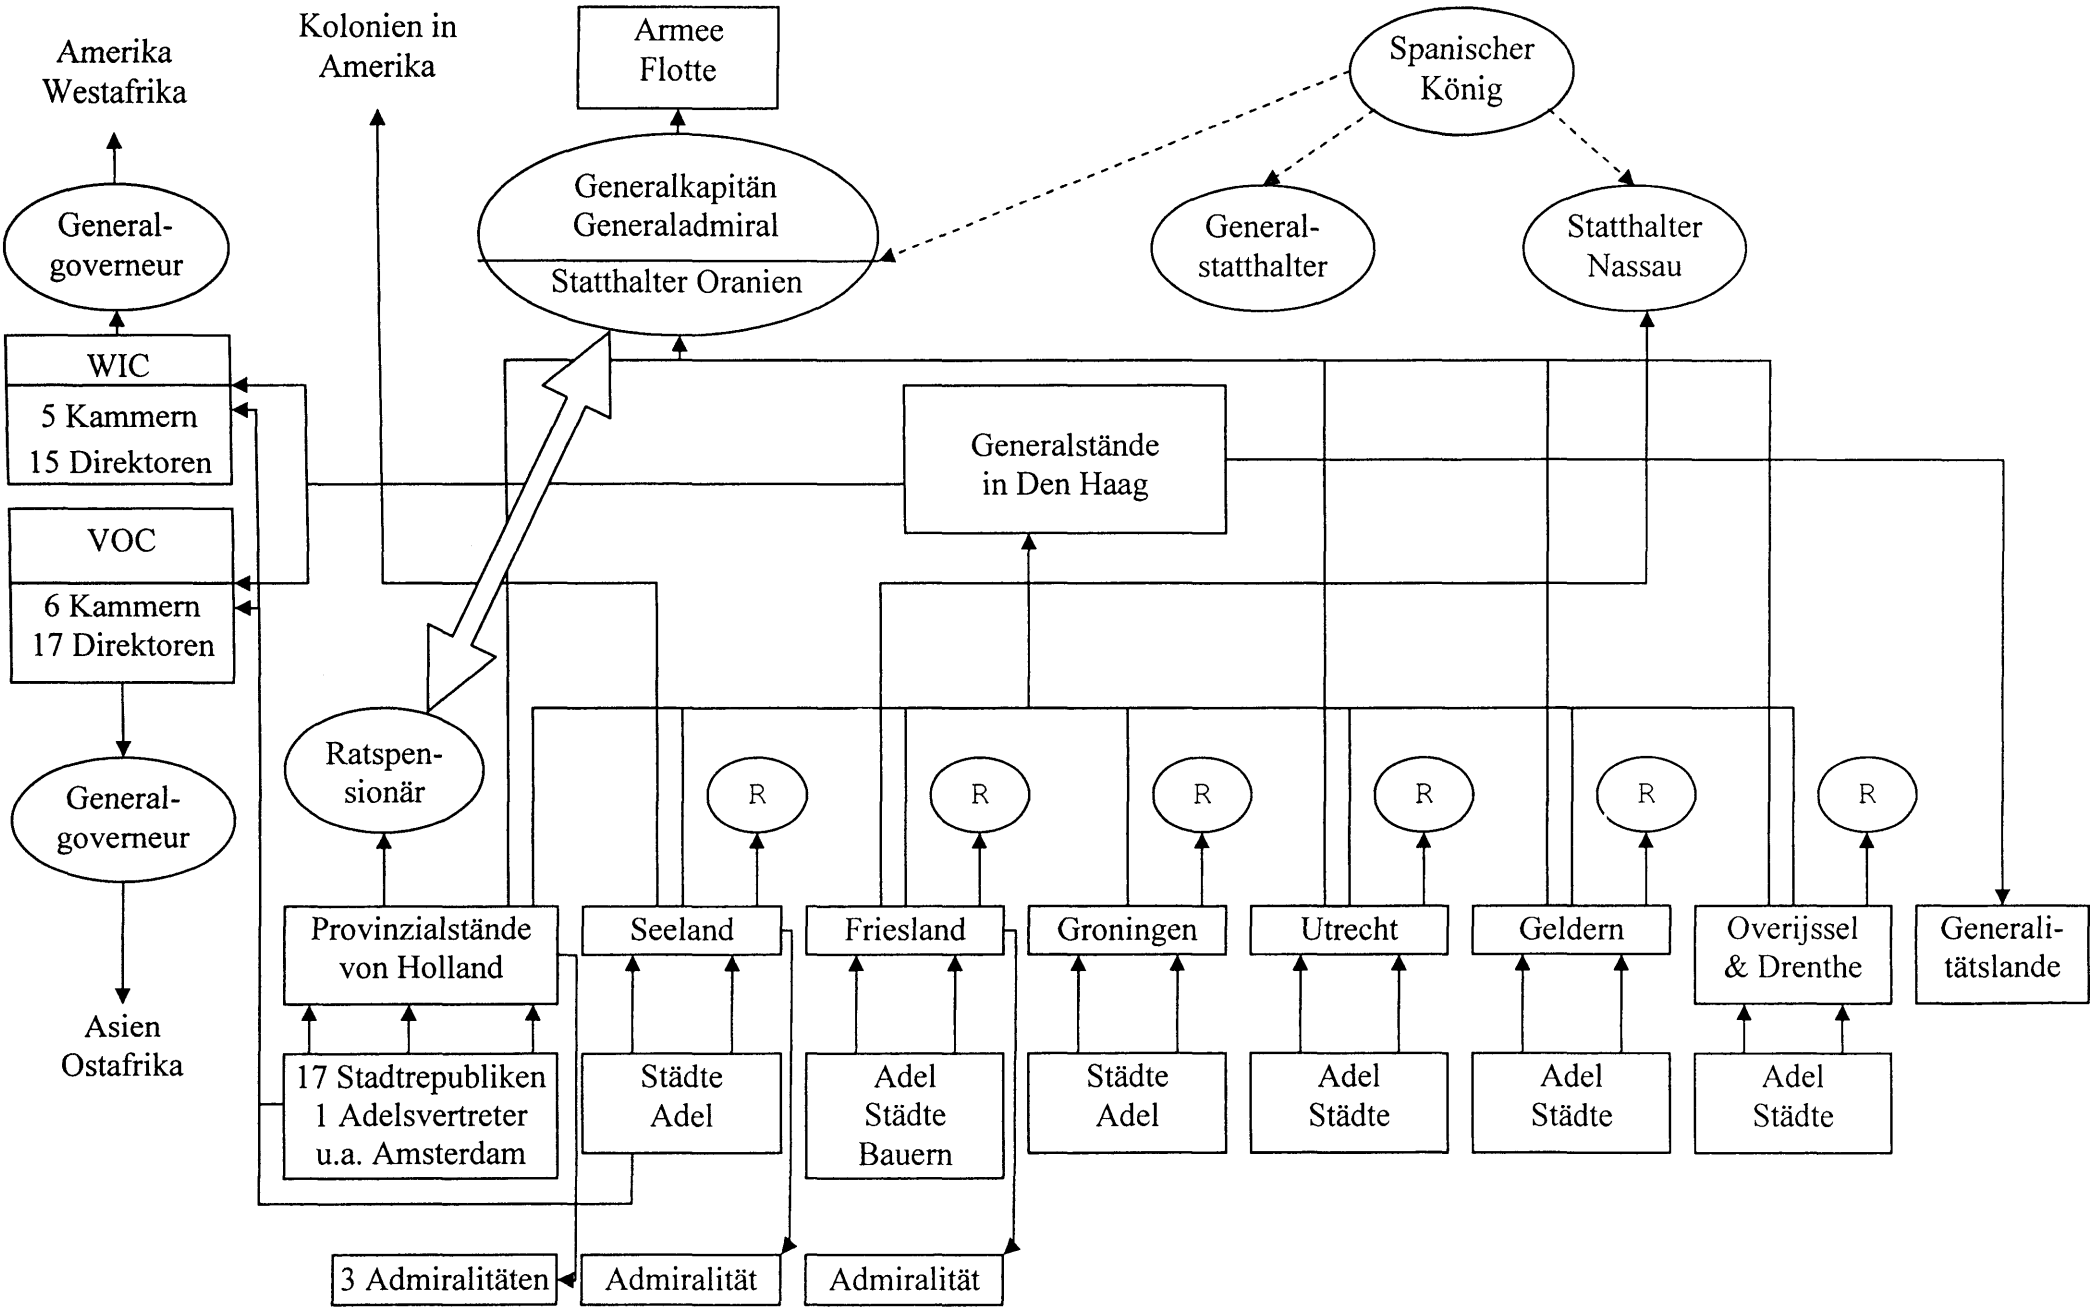 Amerika
Westafrika
Kolonien in
Amerika
Armee
Flotte
Spanischer
König
General-
governeur
Generalkapitän
Generaladmiral
Statthalter Oranien
General-
statthalter
Statthalter
Nassau
WIC
5 Kammern
15 Direktoren
Generalstände
in Den Haag
VOC
6 Kammern
17 Direktoren
Ratspen-
sionär
General-
governeur
R
R
R
R
R
R
Provinzialstände
von Holland
Seeland
Friesland
Groningen
Utrecht
Geldern
Overijssel
& Drenthe
Generali-
tätslande
Asien
Ostafrika
17 Stadtrepubliken
1 Adelsvertreter
u.a. Amsterdam
Städte
Adel
Adel
Städte
Bauern
Städte
Adel
Adel
Städte
Adel
Städte
Adel
Städte
3 Admiralitäten
Admiralität
Admiralität